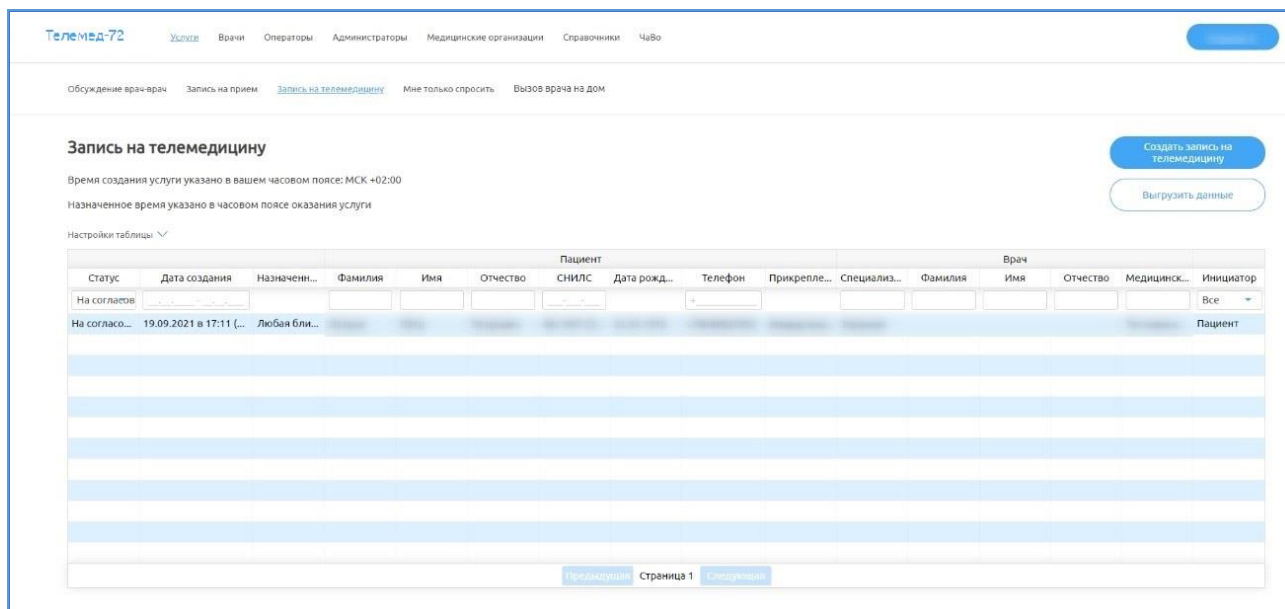 Телемед-72 Услуги Врачи Операторы Администраторы Медицинские организации Справочники ЧаВо
Обсуждение врач-врач Запись на прием Запись на телемедицину Мне только спросить Вызов врача на дом
Запись на телемедицину
Создать запись на
телемедицину
Время создания услуги указано в вашем часовом поясе: МСК +02:00
Выгрузить данные
Назначенное время указано в часовом поясе оказания услуги
Настройки таблицы
Пациент Врач
Статус Дата создания Назначенн... Фамилия Имя Отчество СНИЛС Дата рожд... Телефон Прикрепле... Специализ... Фамилия Имя Отчество Медицинск... Инициатор
На согласов Все
На согласо... 19.09.2021 в 17:11 (... Любая бли... Пациент
Предыдущая Страница 1 Следующая